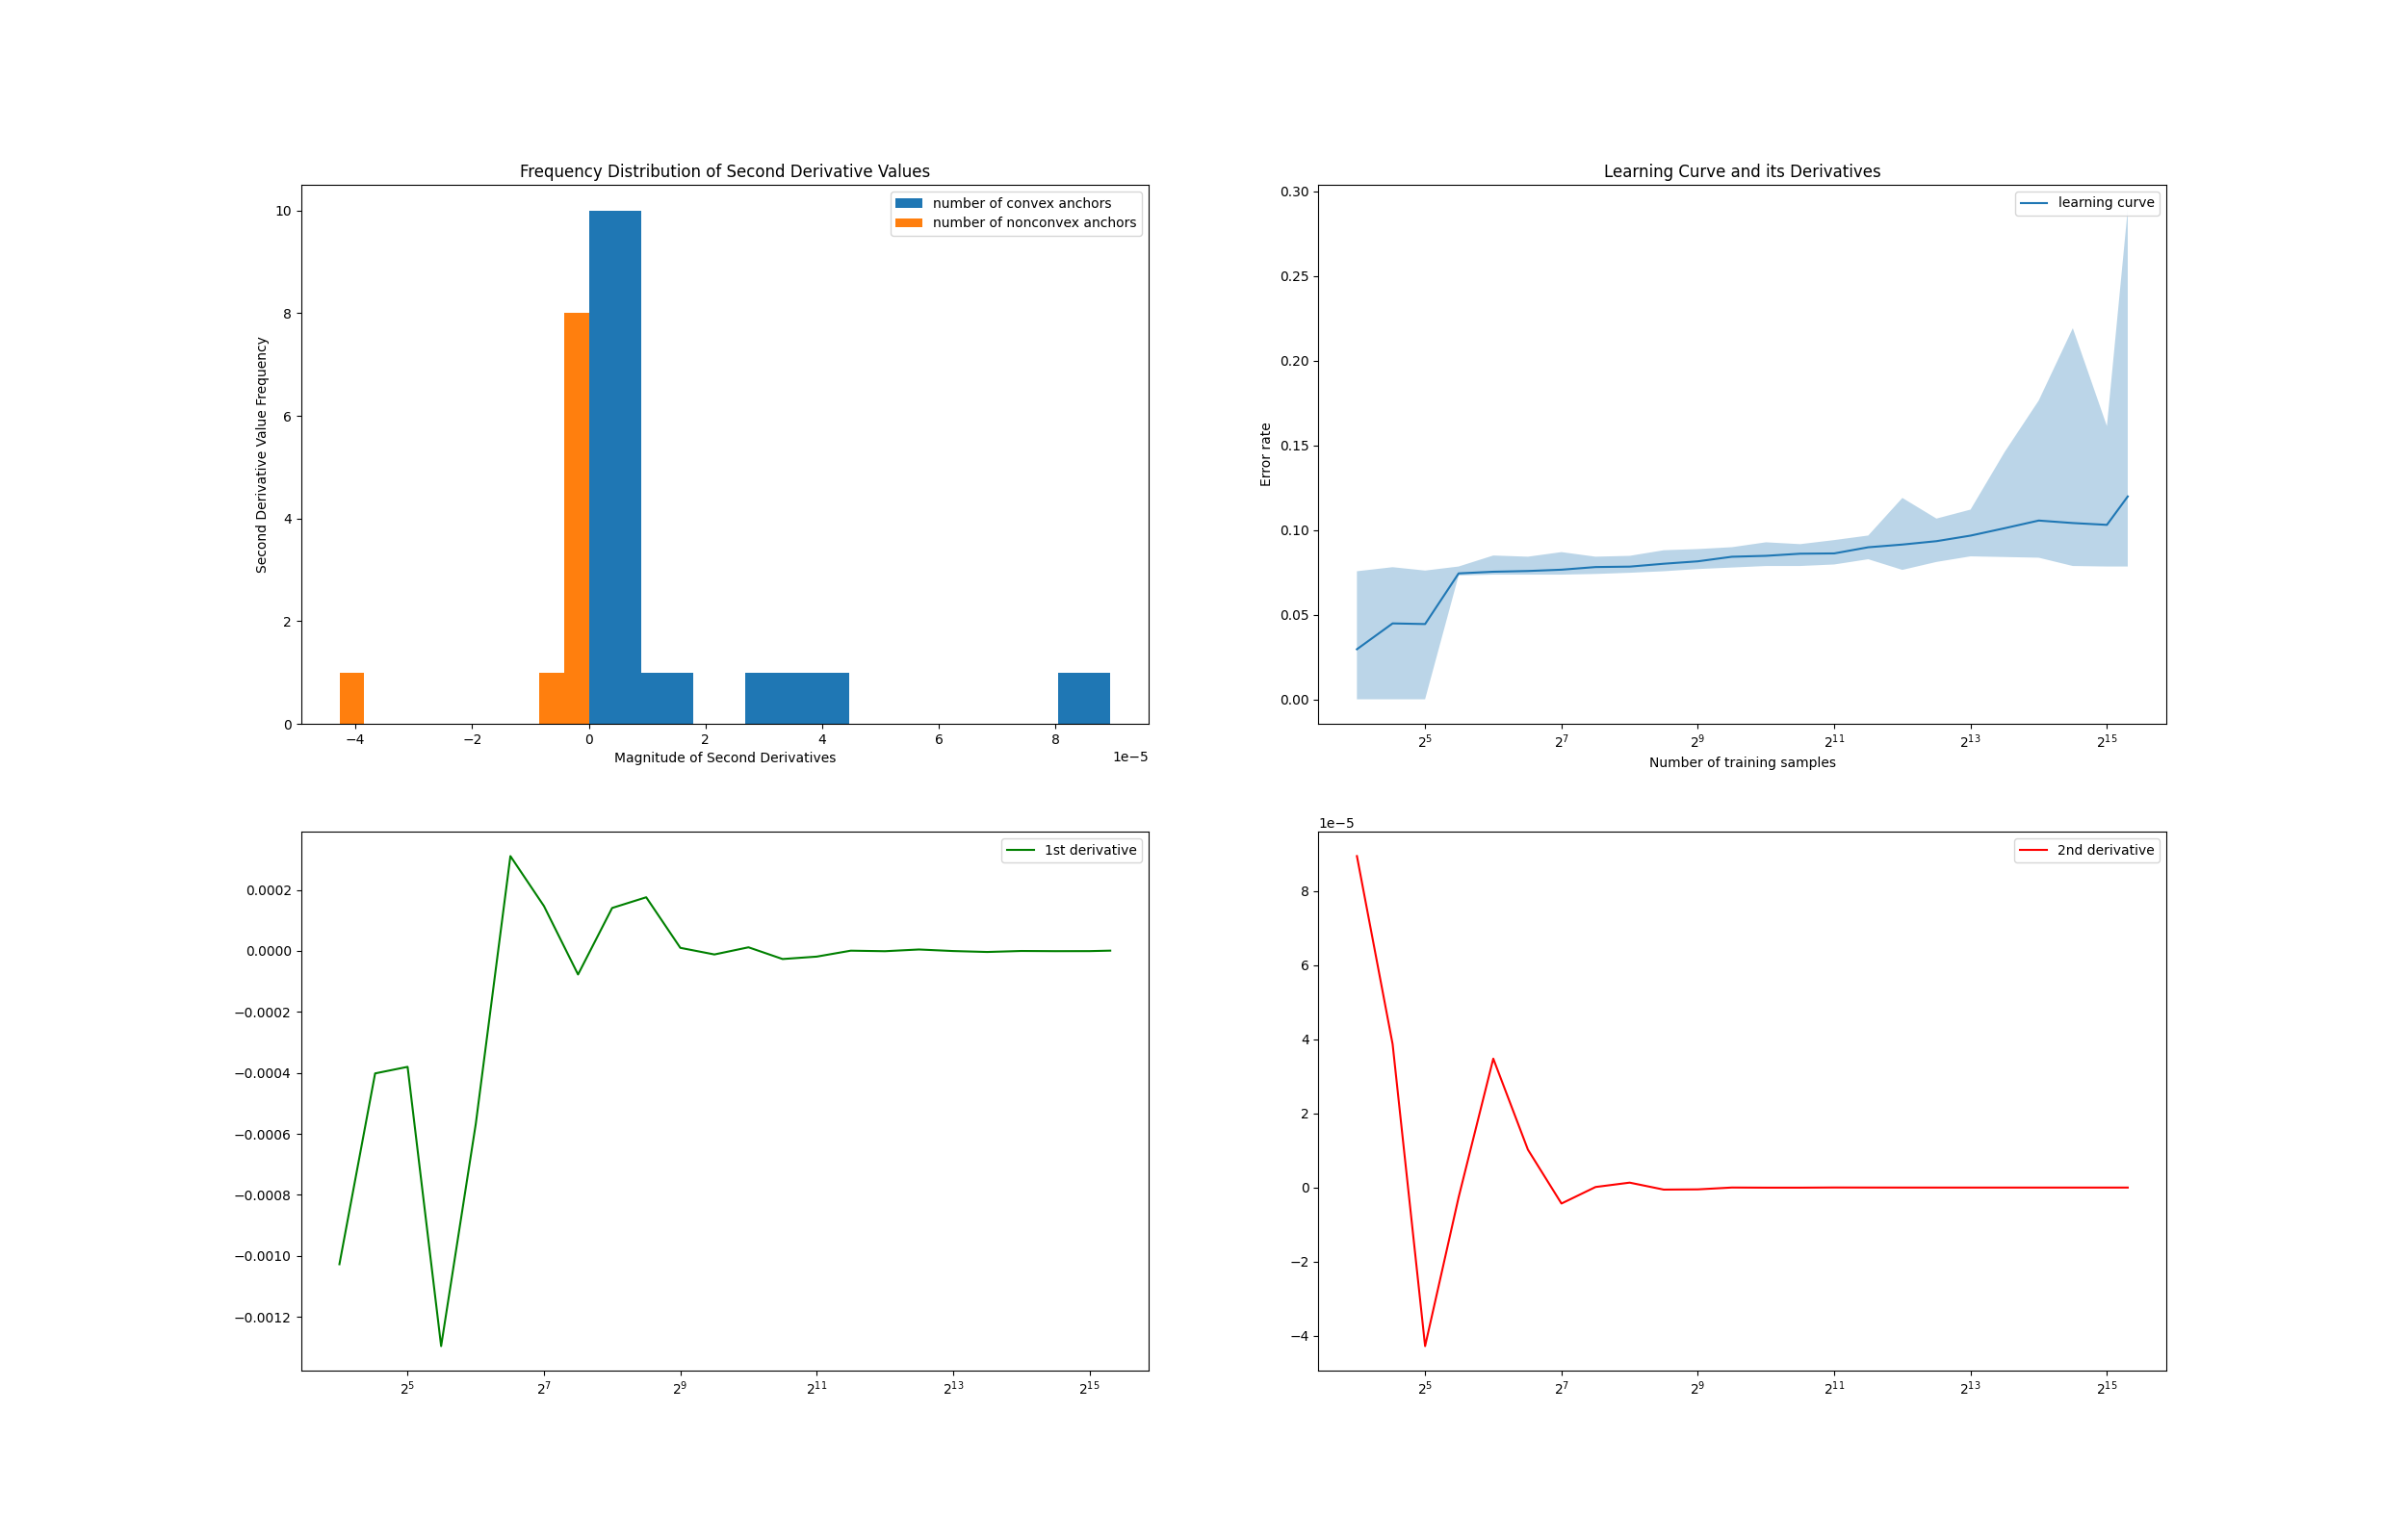 Frequency Distribution of Second Derivative Values
number of convex anchors
number of nonconvex anchors
Second Derivative Value Frequency
10
8
6
4
2
0
−4 −2 0 2 4 6 8
1e−5
Magnitude of Second Derivatives
Learning Curve and its Derivatives
learning curve
Error rate
0.30
0.25
0.20
0.15
0.10
0.05
0.00
2^5 2^7 2^9 2^11 2^13 2^15
Number of training samples
1st derivative
0.0002
0.0000
−0.0002
−0.0004
−0.0006
−0.0008
−0.0010
−0.0012
2^5 2^7 2^9 2^11 2^13 2^15
1e−5
2nd derivative
8
6
4
2
0
−2
−4
2^5 2^7 2^9 2^11 2^13 2^15